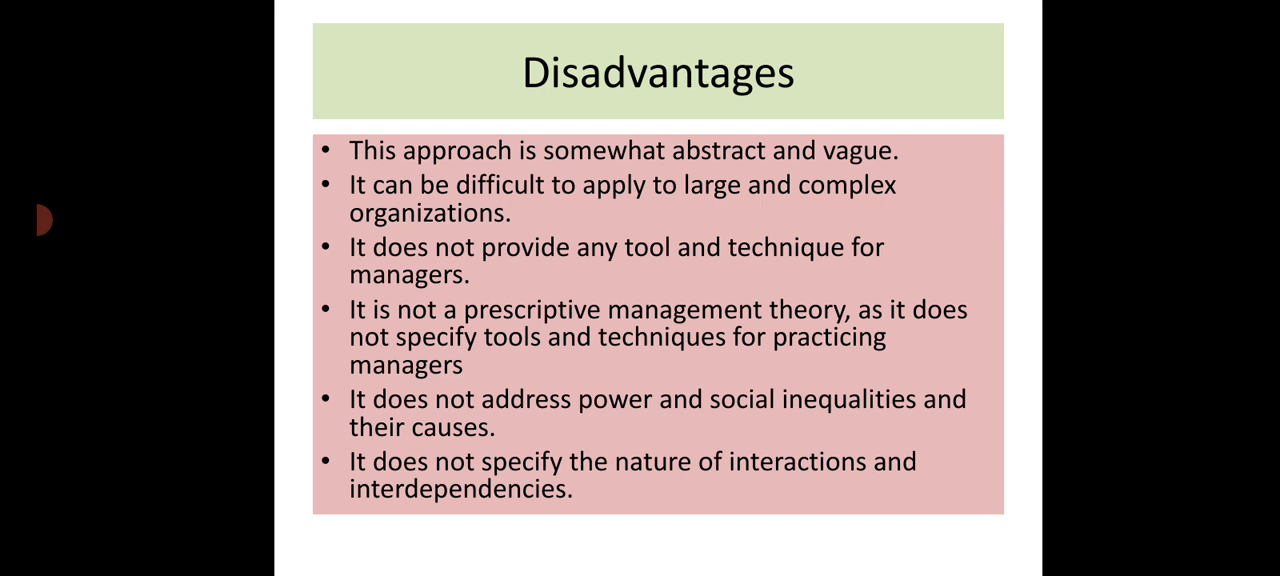 Disadvantages
• This approach is somewhat abstract and vague.
• It can be difficult to apply to large and complex
organizations.
• It does not provide any tool and technique for
managers.
• It is not a prescriptive management theory, as it does
not specify tools and techniques for practicing
managers
• It does not address power and social inequalities and
their causes.
• It does not specify the nature of interactions and
interdependencies.